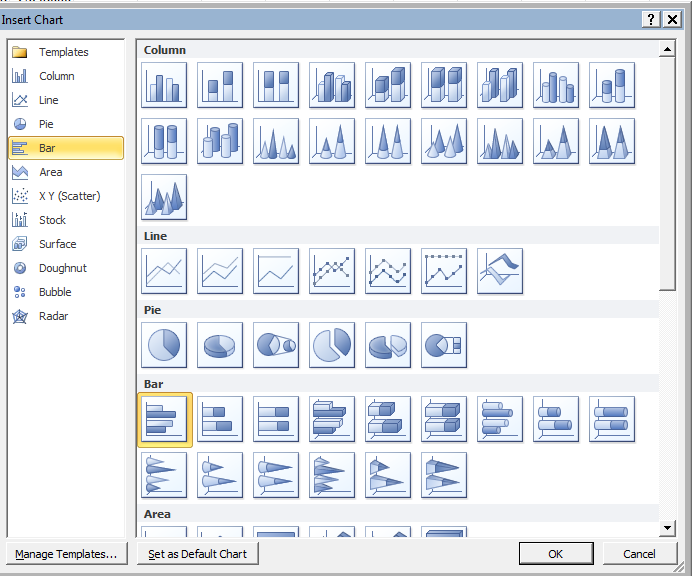 Insert Chart
Templates
Column
Line
Pie
Bar
Area
X Y (Scatter)
Stock
Surface
Doughnut
Bubble
Radar
Column
Line
Pie
Bar
Area
Manage Templates...
Set as Default Chart
OK
Cancel